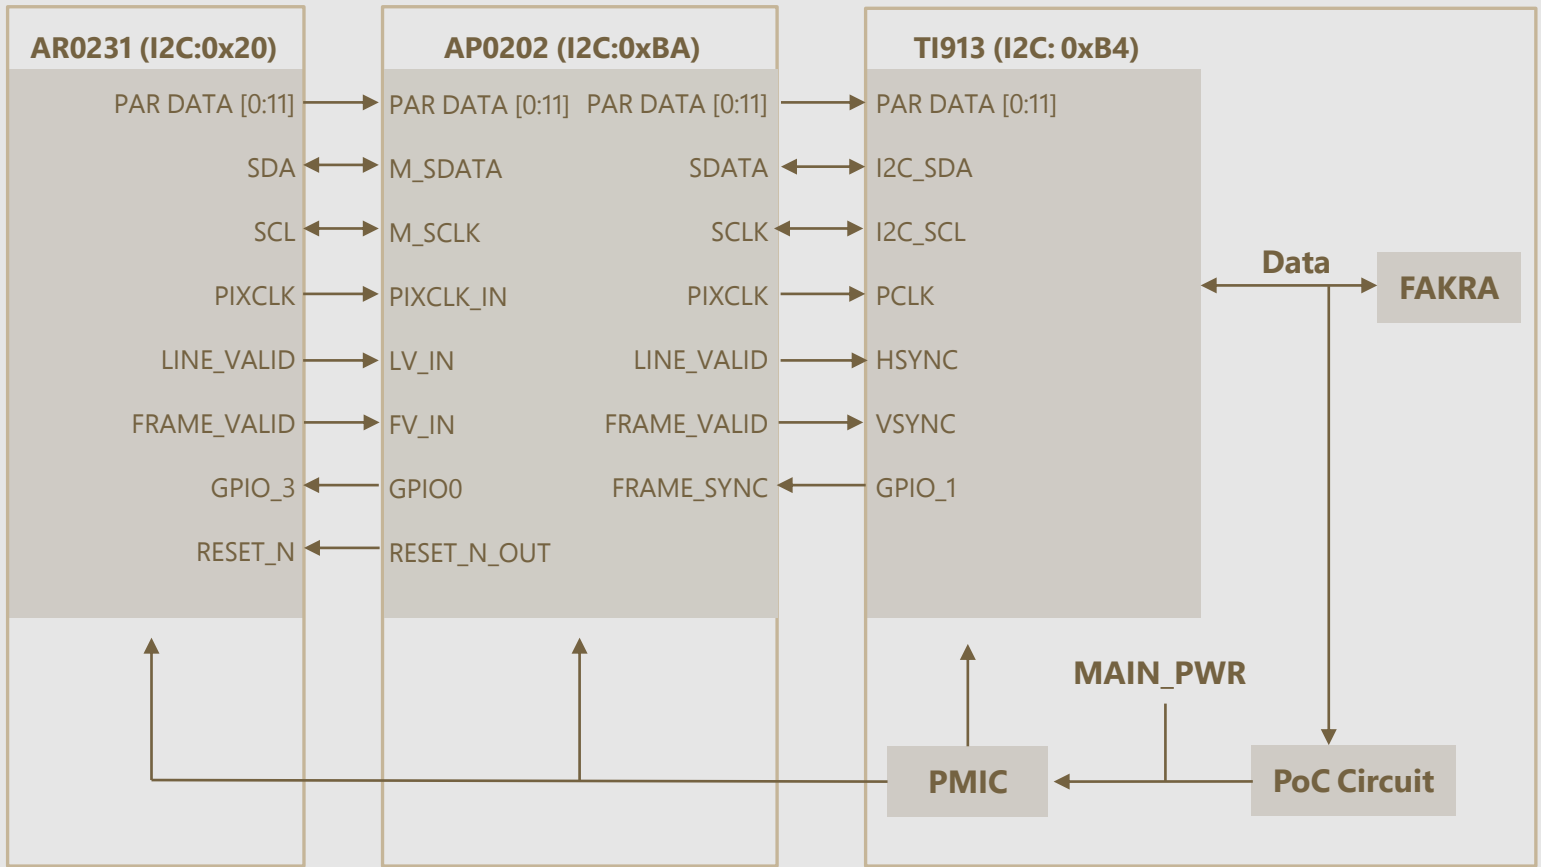 AR0231 (I2C:0x20)
AP0202 (I2C:0xBA)
TI913 (I2C: 0xB4)
PAR DATA [0:11]
PAR DATA [0:11]
PAR DATA [0:11]
PAR DATA [0:11]
SDA
M_SDATA
SDATA
I2C_SDA
SCL
M_SCLK
SCLK
I2C_SCL
PIXCLK
PIXCLK_IN
PIXCLK
PCLK
LINE_VALID
LV_IN
LINE_VALID
HSYNC
FRAME_VALID
FV_IN
FRAME_VALID
VSYNC
GPIO_3
GPIO0
FRAME_SYNC
GPIO_1
RESET_N
RESET_N_OUT
Data
FAKRA
MAIN_PWR
PMIC
PoC Circuit